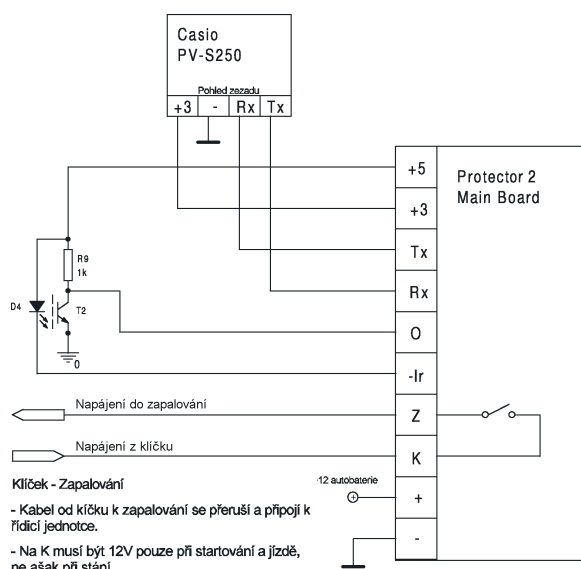 Casio
PV-S250
Pohled zezadu
+3 - Rx Tx
Protector 2
Main Board
+5
+3
Tx
Rx
O
-Ir
Z
K
+
-
R9
1k
D4
T2
0
Napájení do zapalování
Napájení z klíčku
12 autobaterie
Klíček - Zapalování
- Kabel od kíčku k zapalování se přeruší a připojí k
řídicí jednotce.
- Na K musí být 12V pouze při startování a jízdě,
ne ašak při stání.